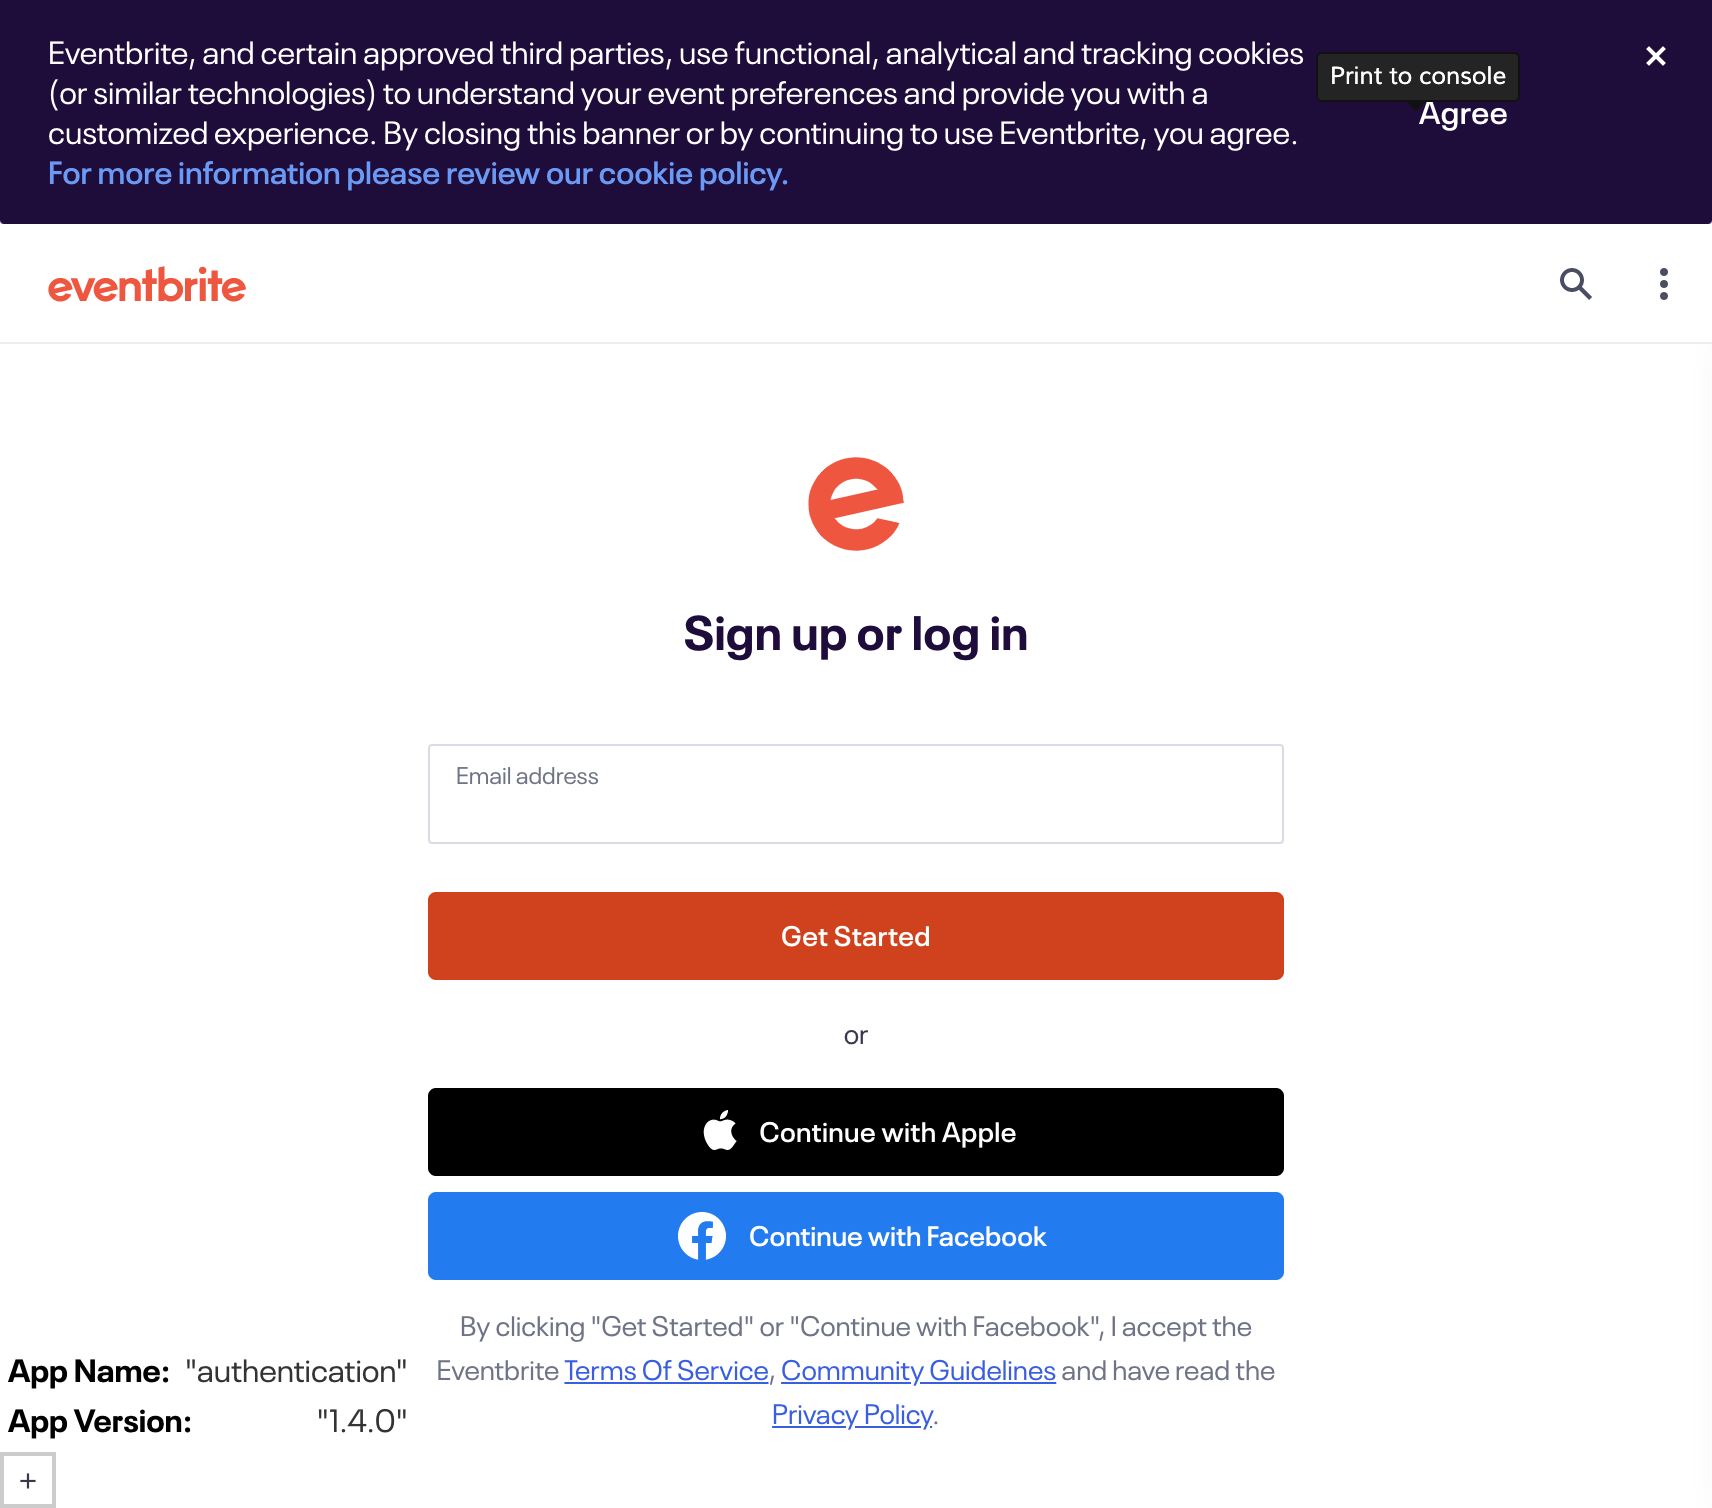 Eventbrite, and certain approved third parties, use functional, analytical and tracking cookies
(or similar technologies) to understand your event preferences and provide you with a
customized experience. By closing this banner or by continuing to use Eventbrite, you agree.
For more information please review our cookie policy.
Print to console
Agree
eventbrite
Sign up or log in
Email address
Get Started
or
Continue with Apple
Continue with Facebook
By clicking "Get Started" or "Continue with Facebook", I accept the
Eventbrite Terms Of Service, Community Guidelines and have read the
Privacy Policy.
App Name: "authentication"
App Version: "1.4.0"
+